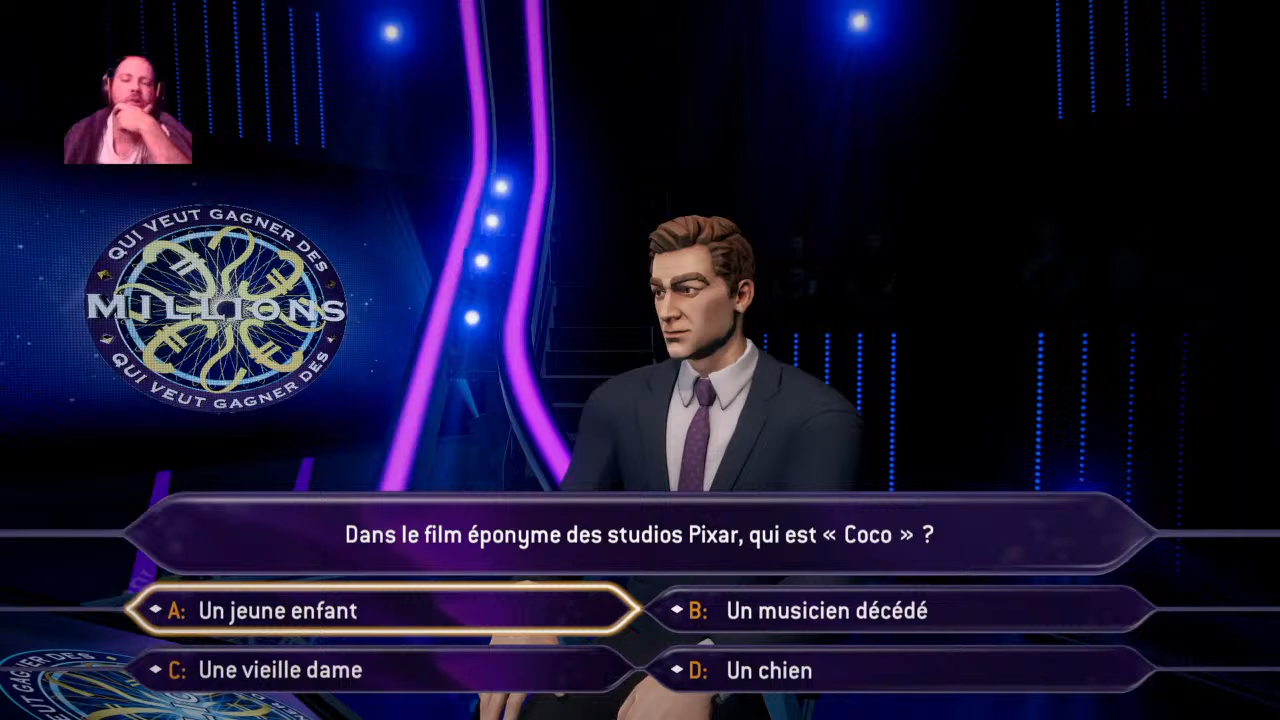 QUI VEUT GAGNER DES
MILLIONS
QUI VEUT GAGNER DES
Dans le film éponyme des studios Pixar, qui est « Coco » ?
A: Un jeune enfant
B: Un musicien décédé
C: Une vieille dame
D: Un chien